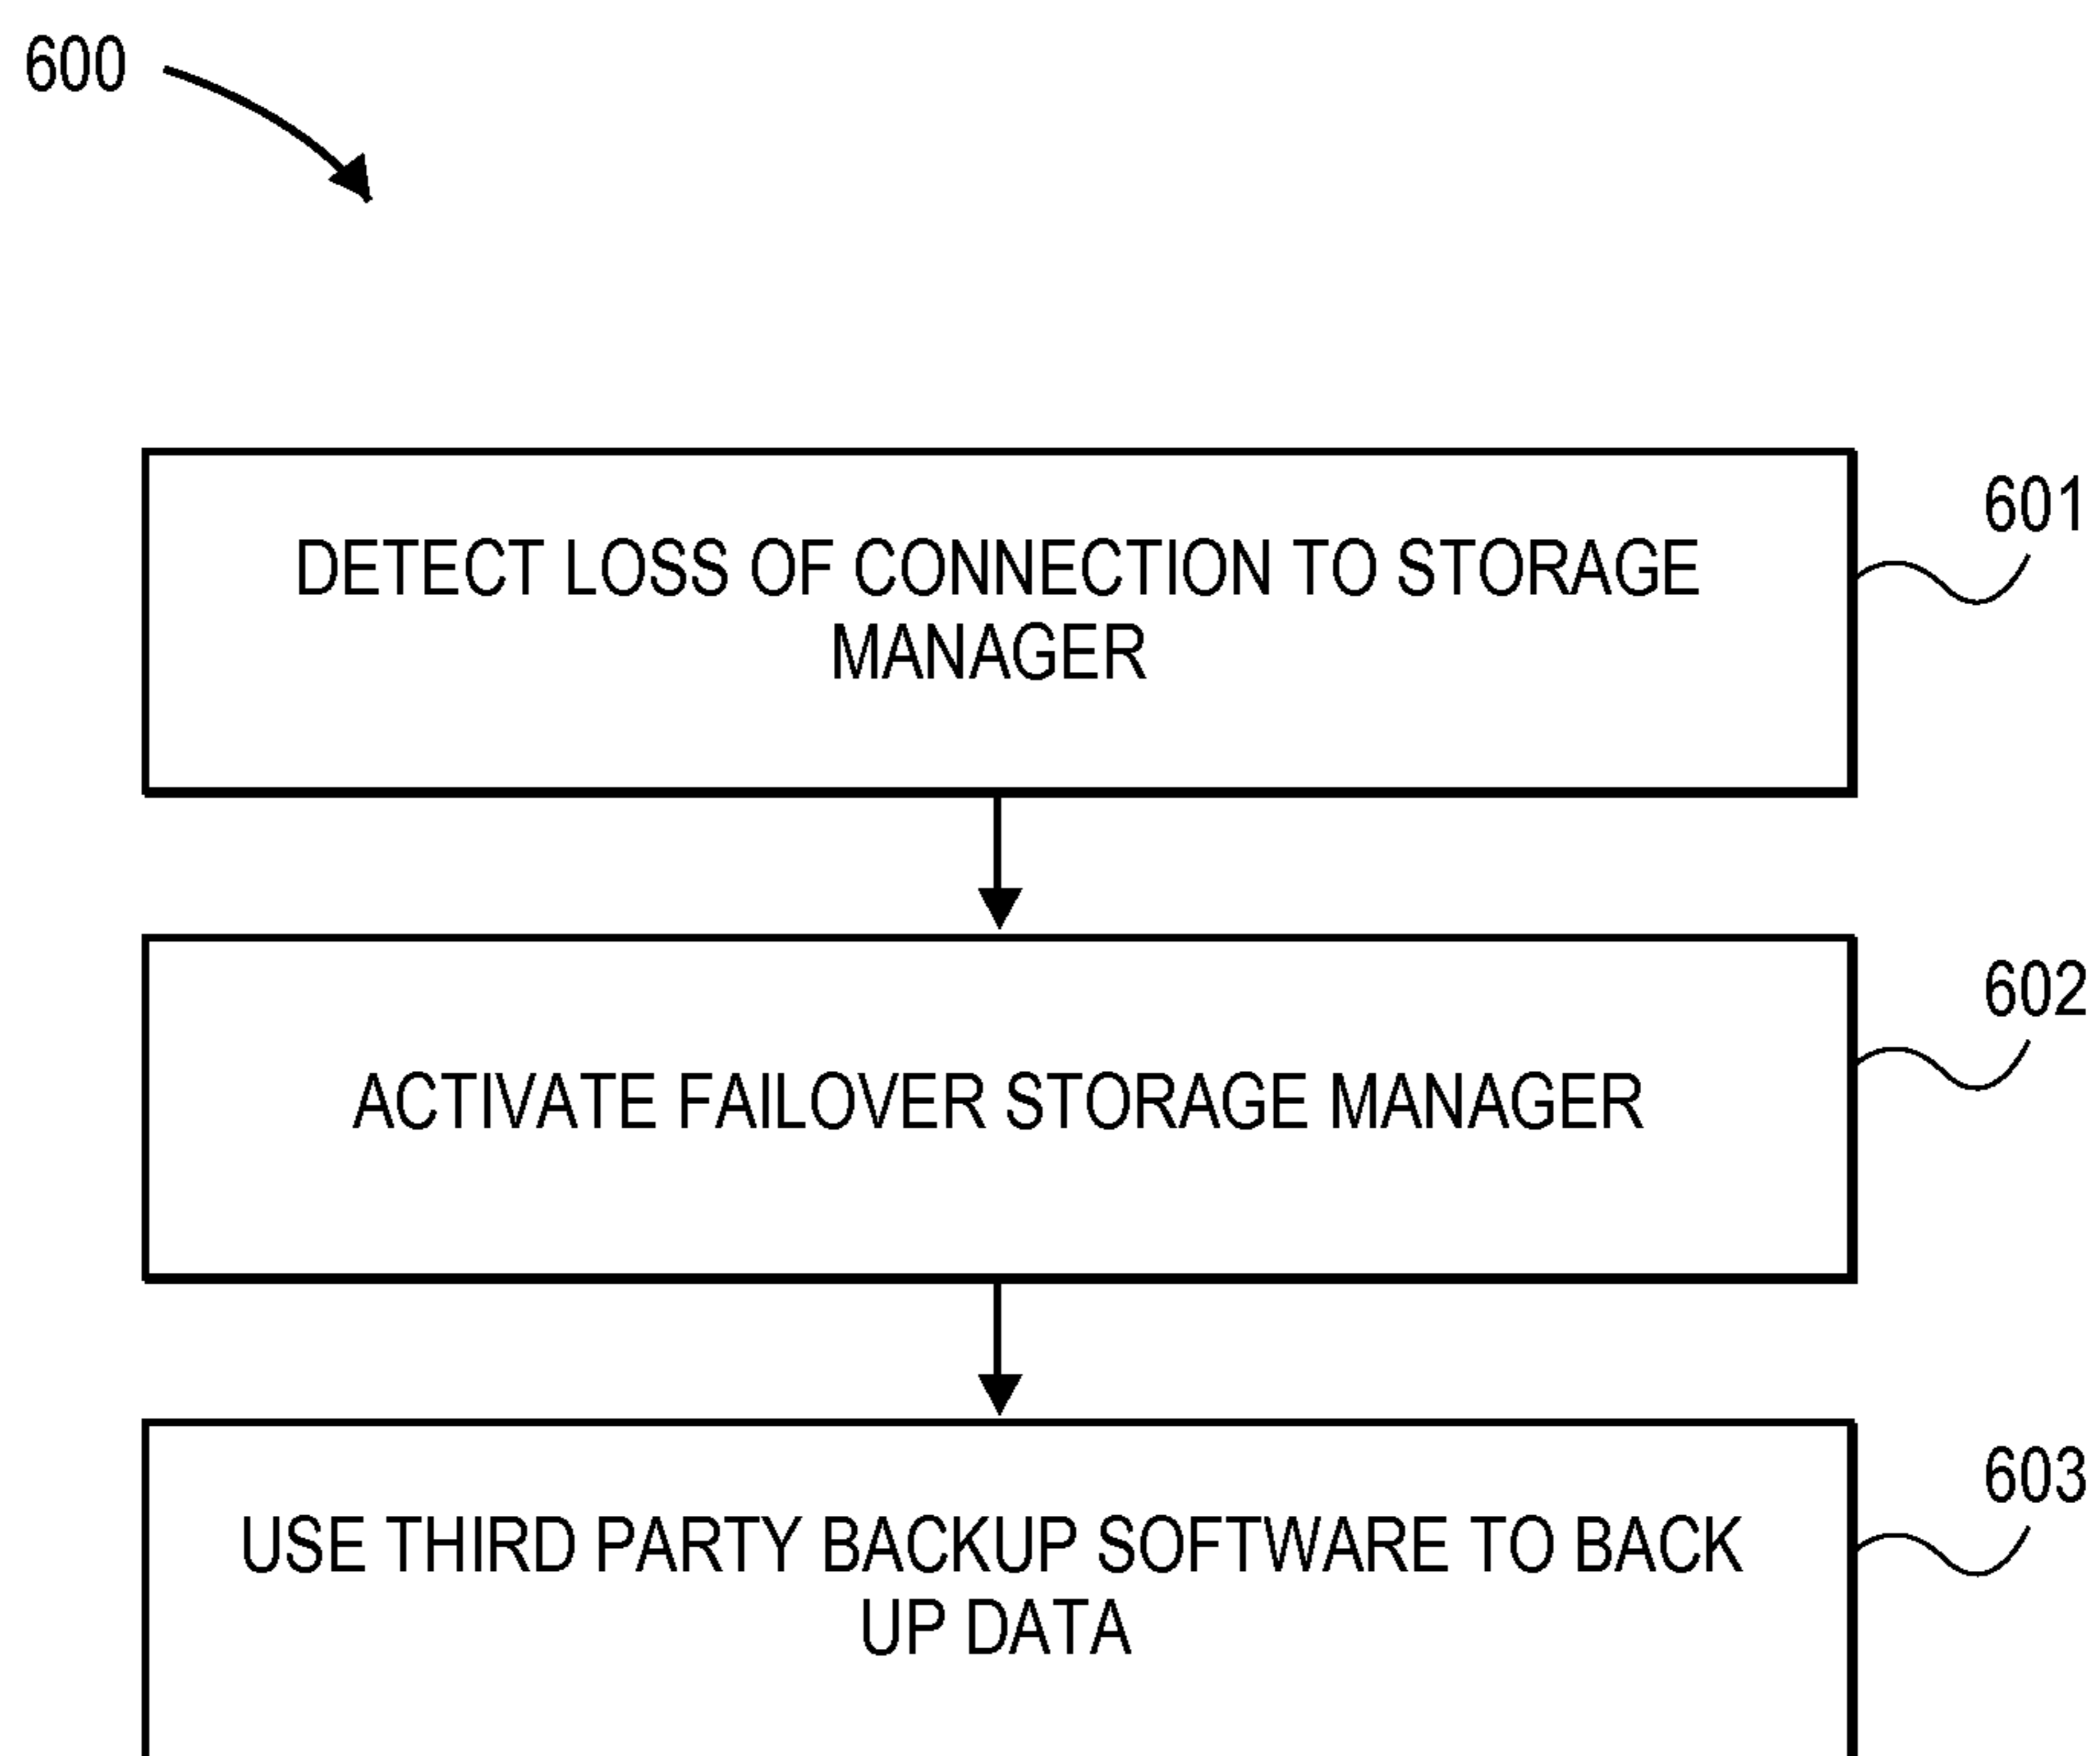 600
601
DETECT LOSS OF CONNECTION TO STORAGE
MANAGER
602
ACTIVATE FAILOVER STORAGE MANAGER
603
USE THIRD PARTY BACKUP SOFTWARE TO BACK
UP DATA